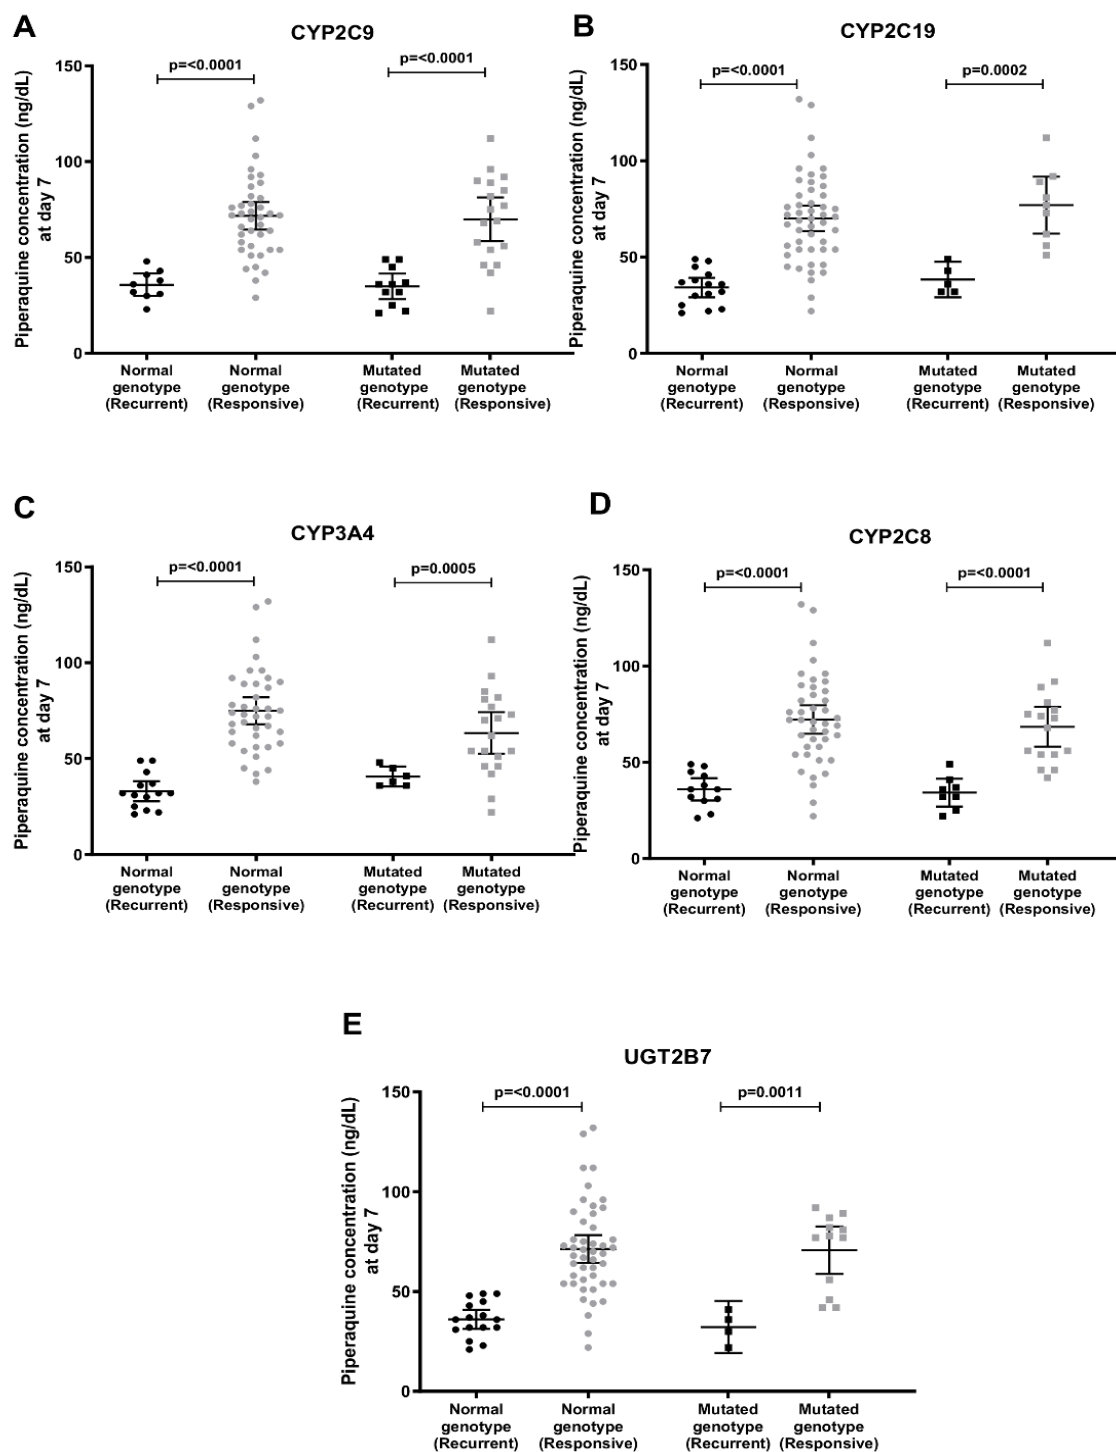 A
CYP2C9
Piperaquine concentration (ng/dL)
at day 7
150
100
50
0
p=<0.0001
p=<0.0001
Normal
genotype
(Recurrent)
Normal
genotype
(Responsive)
Mutated
genotype
(Recurrent)
Mutated
genotype
(Responsive)
B
CYP2C19
Piperaquine concentration (ng/dL)
at day 7
150
100
50
0
p=<0.0001
p=0.0002
Normal
genotype
(Recurrent)
Normal
genotype
(Responsive)
Mutated
genotype
(Recurrent)
Mutated
genotype
(Responsive)
C
CYP3A4
Piperaquine concentration (ng/dL)
at day 7
150
100
50
0
p=<0.0001
p=0.0005
Normal
genotype
(Recurrent)
Normal
genotype
(Responsive)
Mutated
genotype
(Recurrent)
Mutated
genotype
(Responsive)
D
CYP2C8
Piperaquine concentration (ng/dL)
at day 7
150
100
50
0
p=<0.0001
p=<0.0001
Normal
genotype
(Recurrent)
Normal
genotype
(Responsive)
Mutated
genotype
(Recurrent)
Mutated
genotype
(Responsive)
E
UGT2B7
Piperaquine concentration (ng/dL)
at day 7
150
100
50
0
p=<0.0001
p=0.0011
Normal
genotype
(Recurrent)
Normal
genotype
(Responsive)
Mutated
genotype
(Recurrent)
Mutated
genotype
(Responsive)